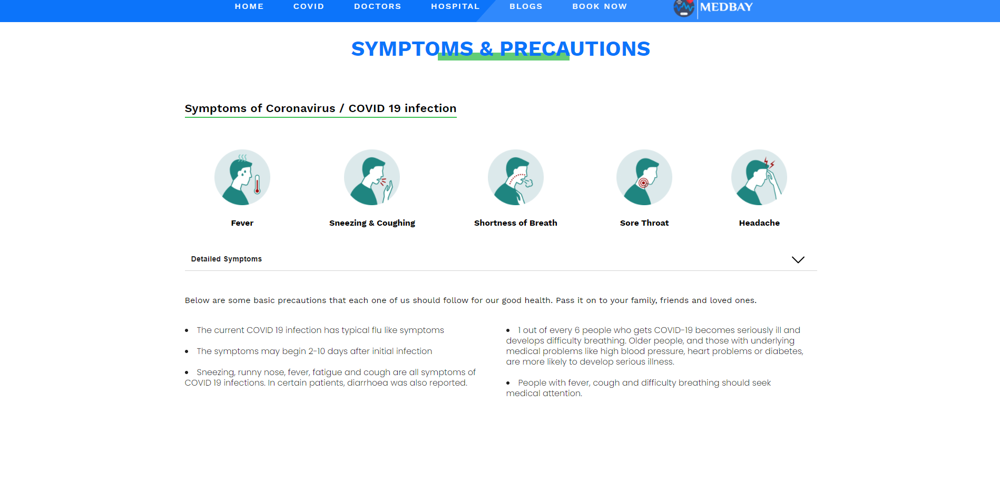 HOME COVID DOCTORS HOSPITAL BLOGS BOOK NOW MEDBAY
SYMPTOMS & PRECAUTIONS
Symptoms of Coronavirus / COVID 19 infection
Fever Sneezing & Coughing Shortness of Breath Sore Throat Headache
Detailed Symptoms
Below are some basic precautions that each one of us should follow for our good health. Pass it on to your family, friends and loved ones.
• The current COVID 19 infection has typical flu like symptoms
• The symptoms may begin 2-10 days after initial infection
• Sneezing, runny nose, fever, fatigue and cough are all symptoms of
COVID 19 infections. In certain patients, diarrhoea was also reported.
• 1 out of every 6 people who gets COVID-19 becomes seriously ill and
develops difficulty breathing. Older people, and those with underlying
medical problems like high blood pressure, heart problems or diabetes,
are more likely to develop serious illness.
• People with fever, cough and difficulty breathing should seek
medical attention.